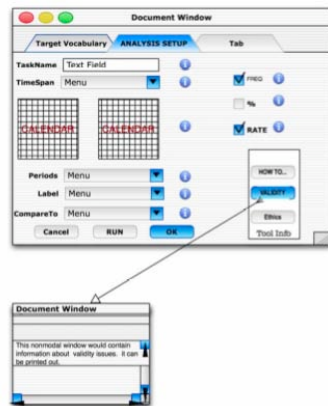 Document Window
Target Vocabulary ANALYSIS SETUP Tab
TaskName Text Field
TimeSpan Menu
FREQ
%
CALENDAR CALENDAR
RATE
Periods Menu
Label Menu
CompareTo Menu
Cancel RUN OK
HOW TO...
VALIDITY
Ethics
Tool Info
Document Window
This nonmodal window would contain
information about validity issues. it can
be printed out.